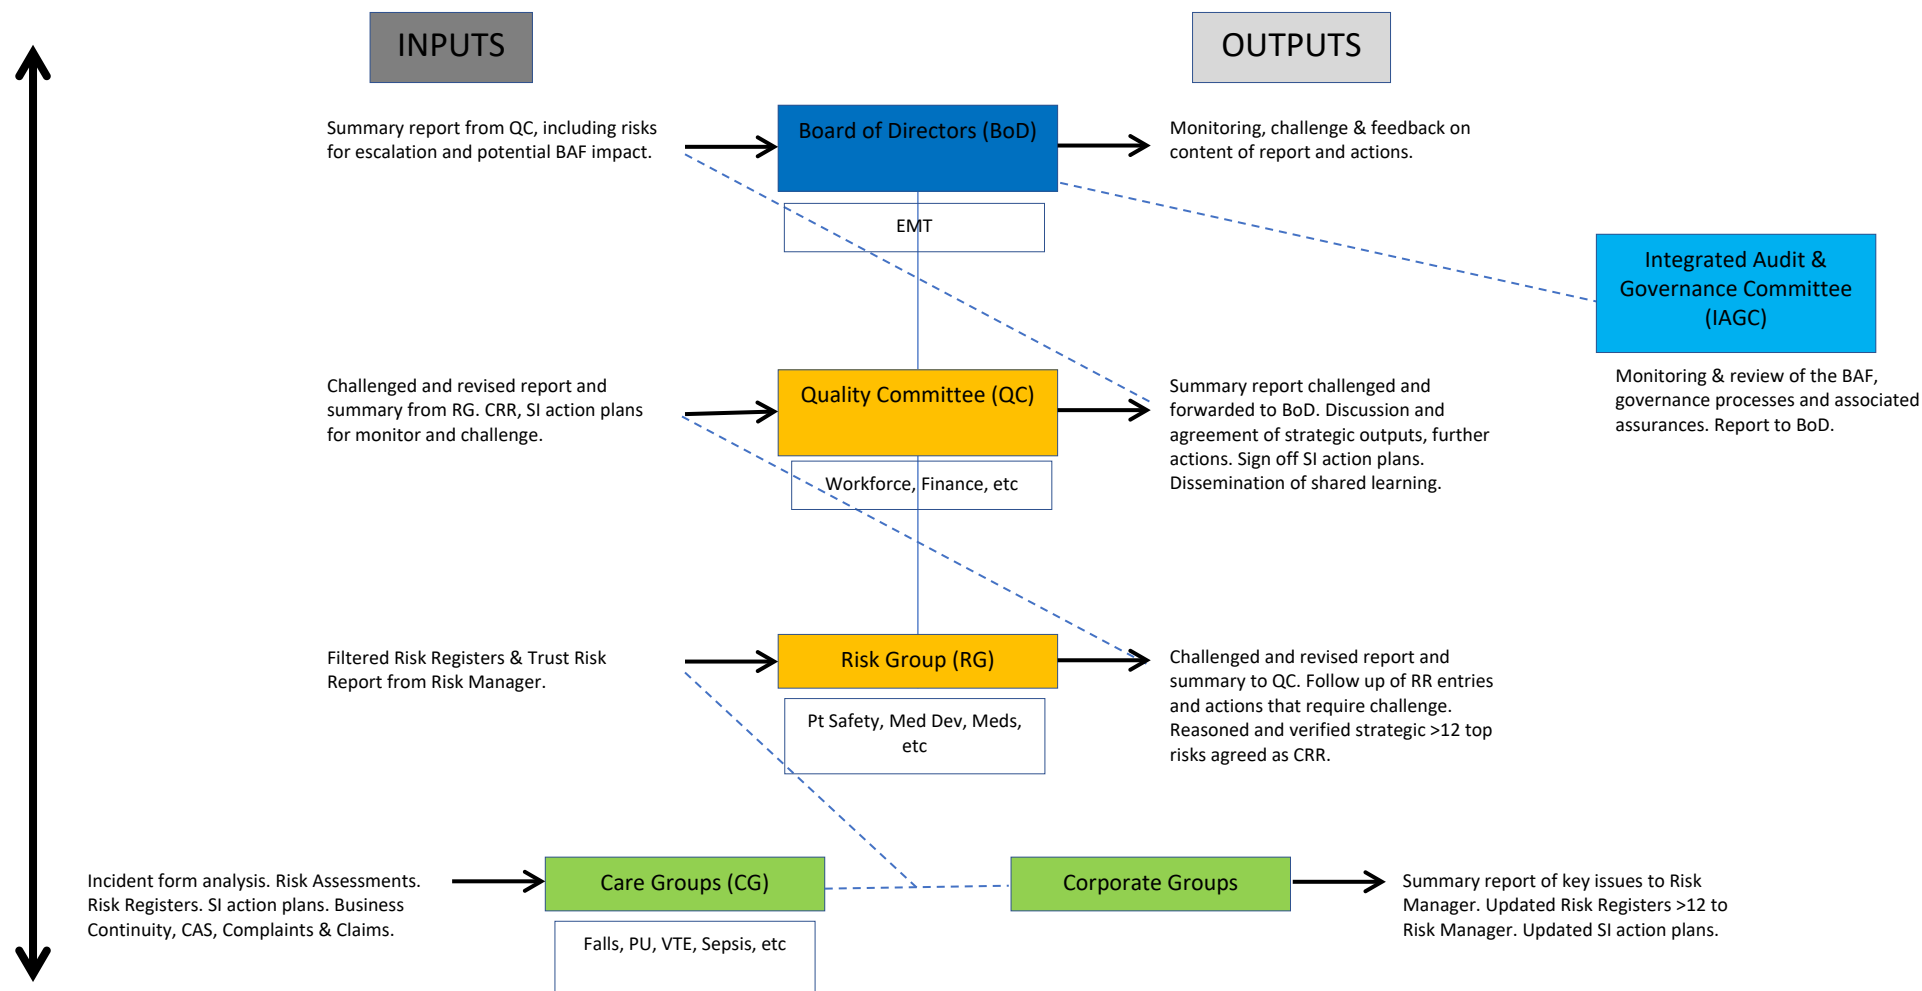 INPUTS
OUTPUTS
Summary report from QC, including risks
for escalation and potential BAF impact.
Board of Directors (BoD)
Monitoring, challenge & feedback on
content of report and actions.
EMT
Integrated Audit &
Governance Committee
(IAGC)
Monitoring & review of the BAF,
governance processes and associated
assurances. Report to BoD.
Challenged and revised report and
summary from RG. CRR, SI action plans
for monitor and challenge.
Quality Committee (QC)
Workforce, Finance, etc
Summary report challenged and
forwarded to BoD. Discussion and
agreement of strategic outputs, further
actions. Sign off SI action plans.
Dissemination of shared learning.
Filtered Risk Registers & Trust Risk
Report from Risk Manager.
Risk Group (RG)
Pt Safety, Med Dev, Meds,
etc
Challenged and revised report and
summary to QC. Follow up of RR entries
and actions that require challenge.
Reasoned and verified strategic >12 top
risks agreed as CRR.
Incident form analysis. Risk Assessments.
Risk Registers. SI action plans. Business
Continuity, CAS, Complaints & Claims.
Care Groups (CG)
Falls, PU, VTE, Sepsis, etc
Corporate Groups
Summary report of key issues to Risk
Manager. Updated Risk Registers >12 to
Risk Manager. Updated SI action plans.